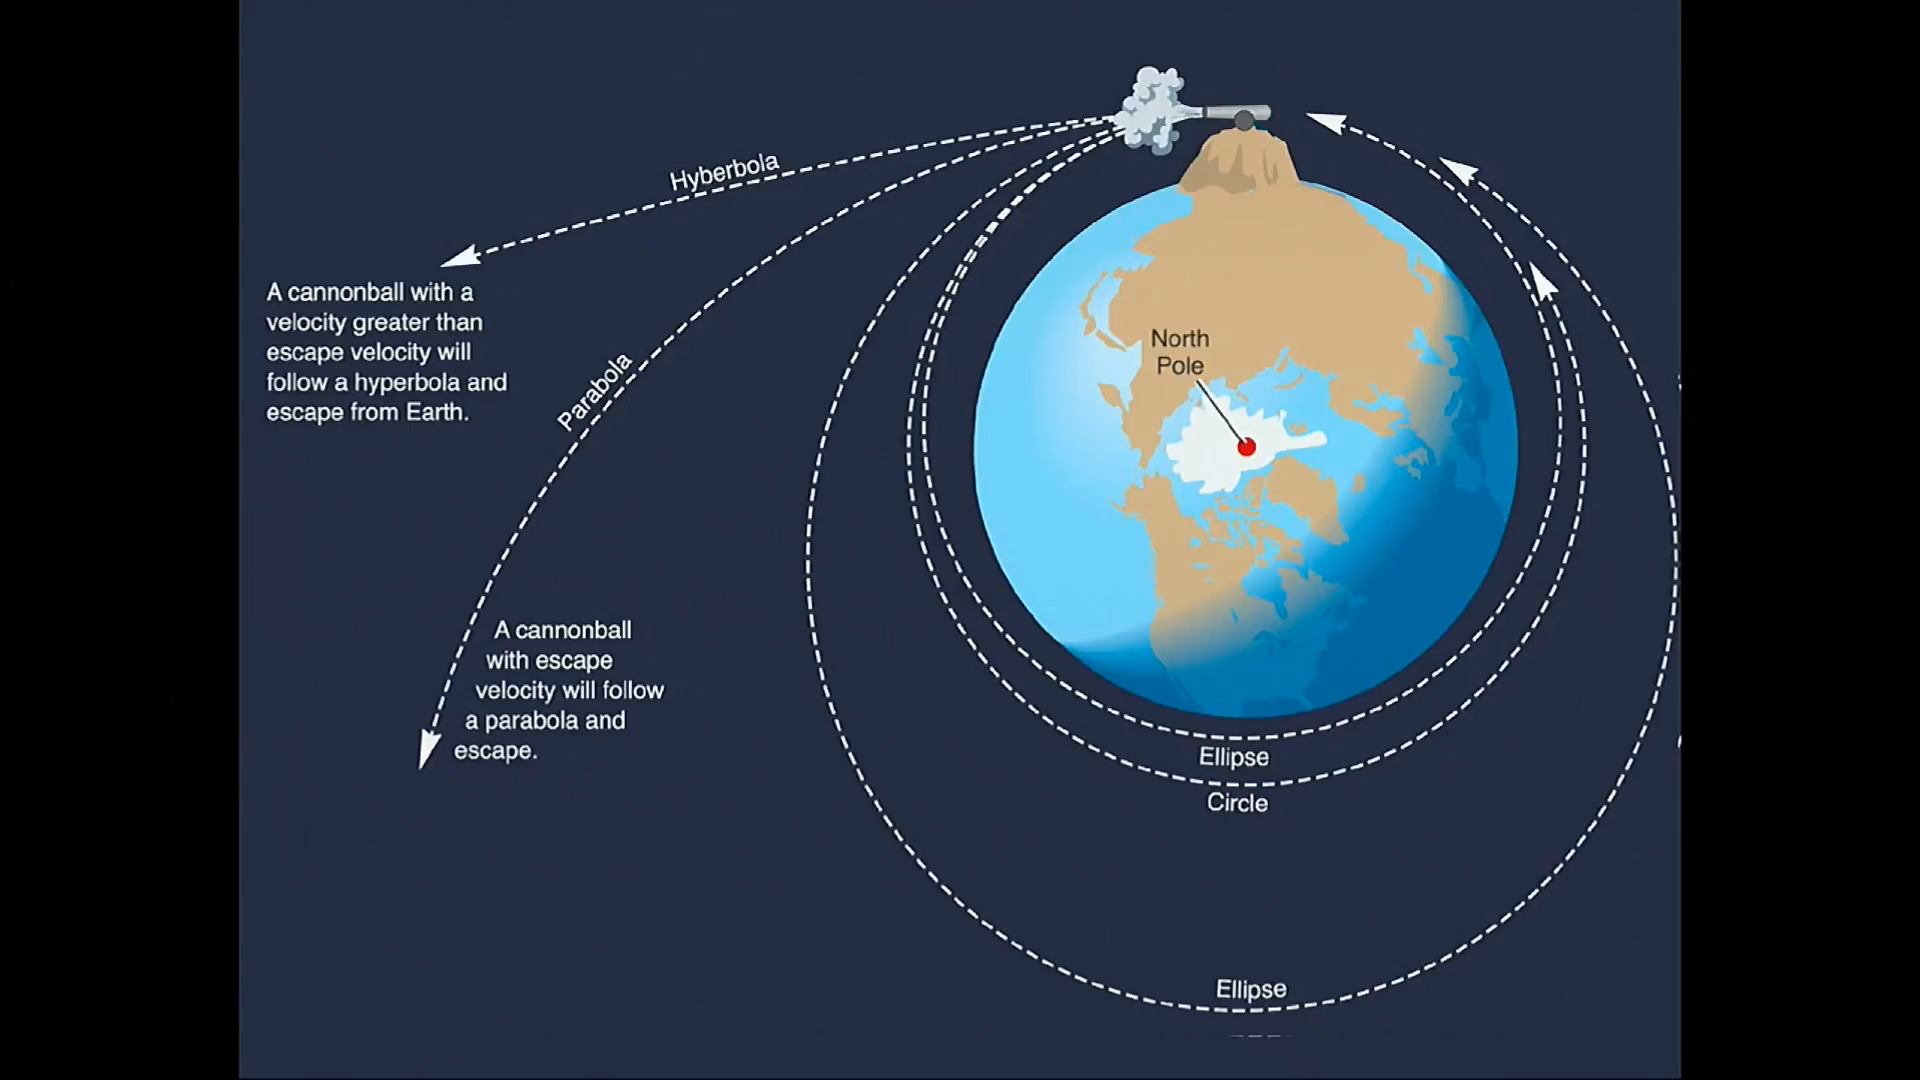 Hyberbola
A cannonball with a
velocity greater than
escape velocity will
follow a hyperbola and
escape from Earth.
North
Pole
Parabola
A cannonball
with escape
velocity will follow
a parabola and
escape.
Ellipse
Circle
Ellipse